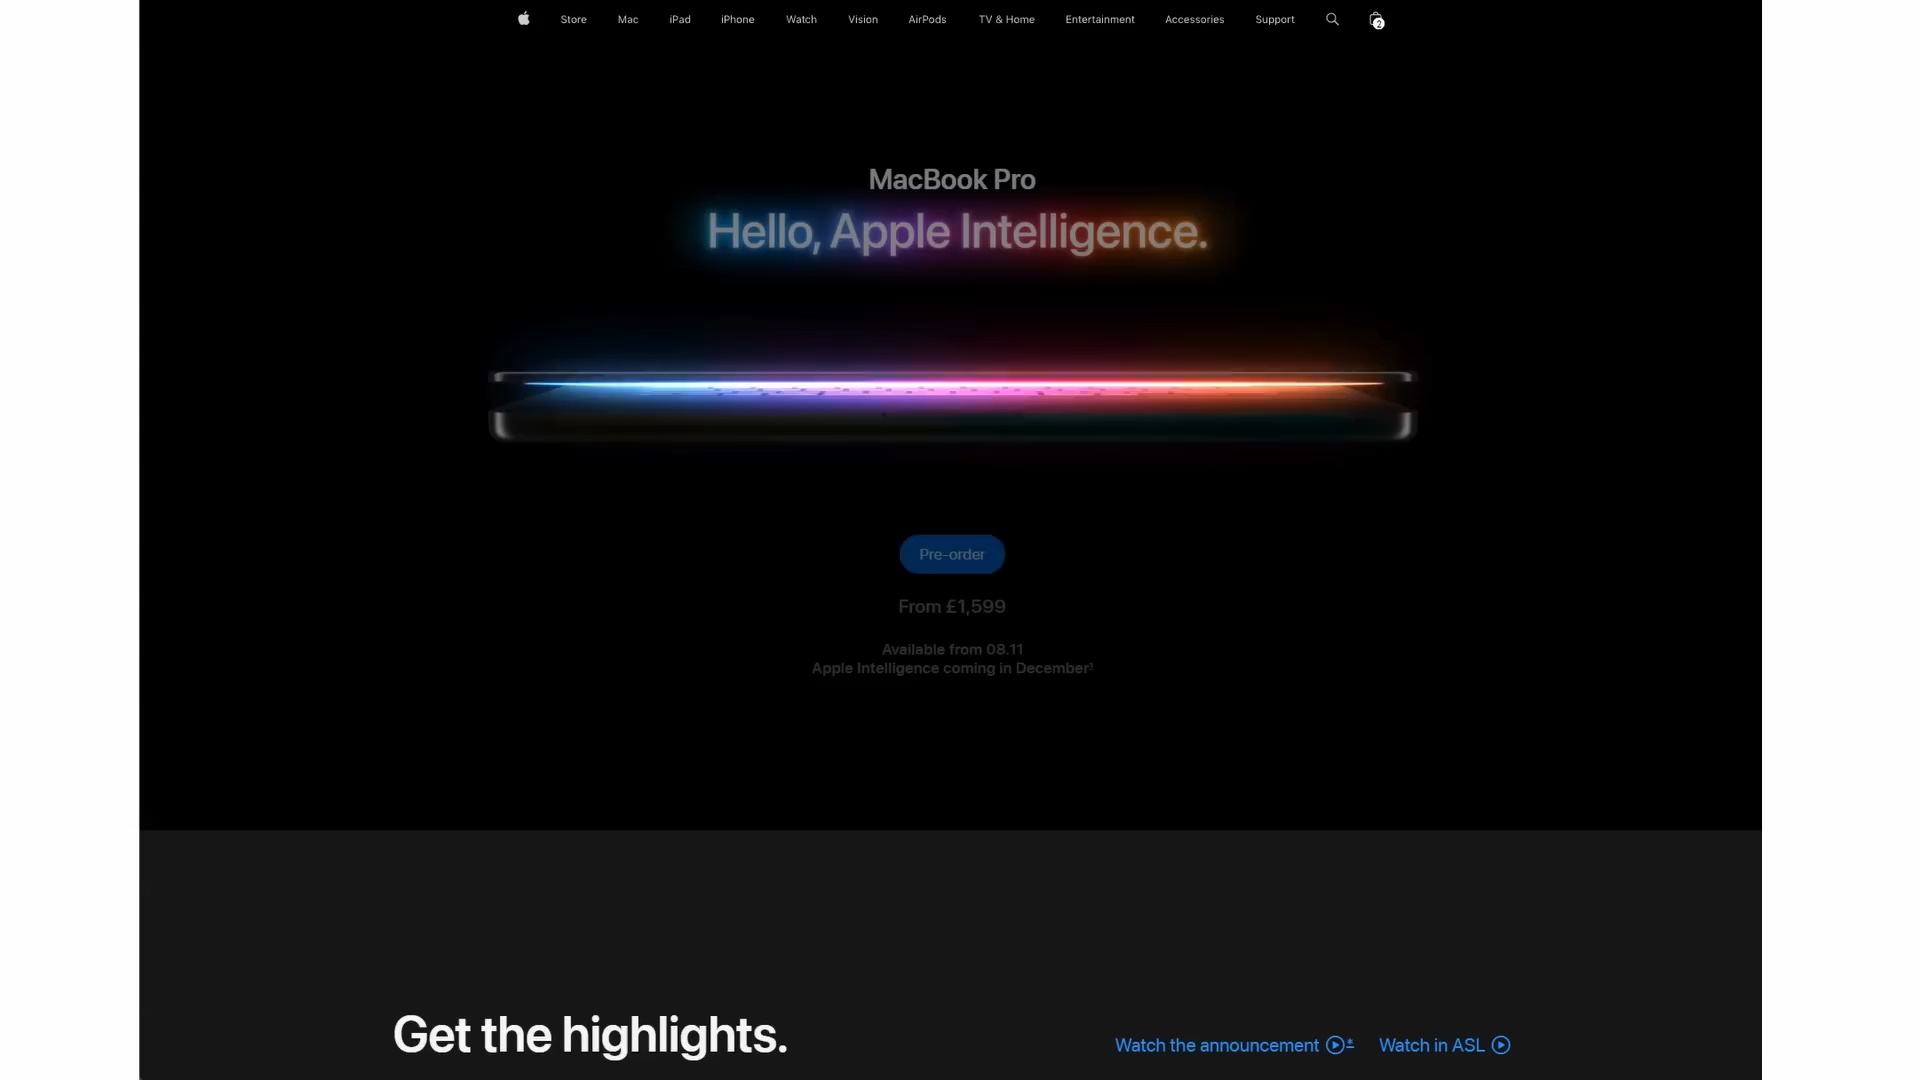 Store Mac iPad iPhone Watch Vision AirPods TV & Home Entertainment Accessories Support 2
MacBook Pro
Hello, Apple Intelligence.
Pre-order
From £1,599
Available from 08.11
Apple Intelligence coming in December¹
Get the highlights.
Watch the announcement * Watch in ASL